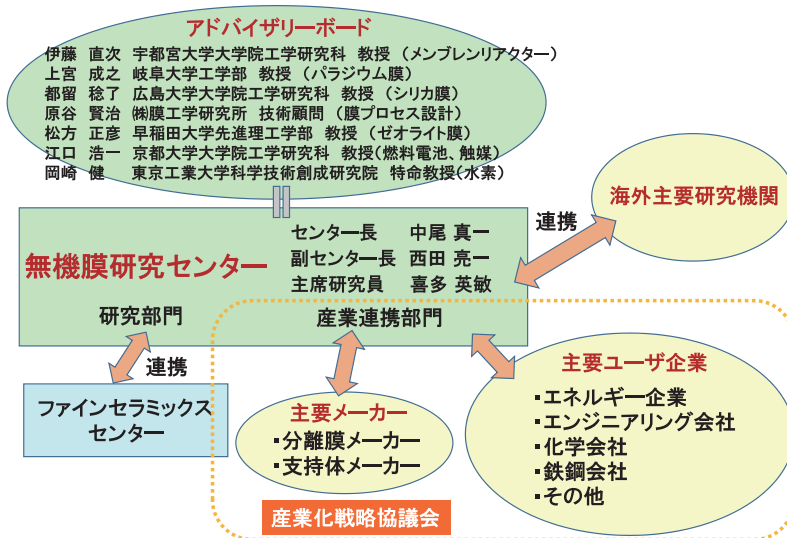 アドバイザリーボード
伊藤 直次 宇都宮大学大学院工学研究科 教授 (メンブレンリアクター)
上宮 成之 岐阜大学工学部 教授 (パラジウム膜)
都留 稔了 広島大学大学院工学研究科 教授 (シリカ膜)
原谷 賢治 ㈱膜工学研究所 技術顧問 (膜プロセス設計)
松方 正彦 早稲田大学先進理工学部 教授 (ゼオライト膜)
江口 浩一 京都大学大学院工学研究科 教授(燃料電池、触媒)
岡崎 健 東京工業大学科学技術創成研究院 特命教授(水素)
海外主要研究機関
連携
無機膜研究センター
センター長 中尾 真一
副センター長 西田 亮一
主席研究員 喜多 英敏
研究部門
産業連携部門
連携
ファインセラミックス
センター
主要メーカー
・分離膜メーカー
・支持体メーカー
主要ユーザ企業
・エネルギー企業
・エンジニアリング会社
・化学会社
・鉄鋼会社
・その他
産業化戦略協議会